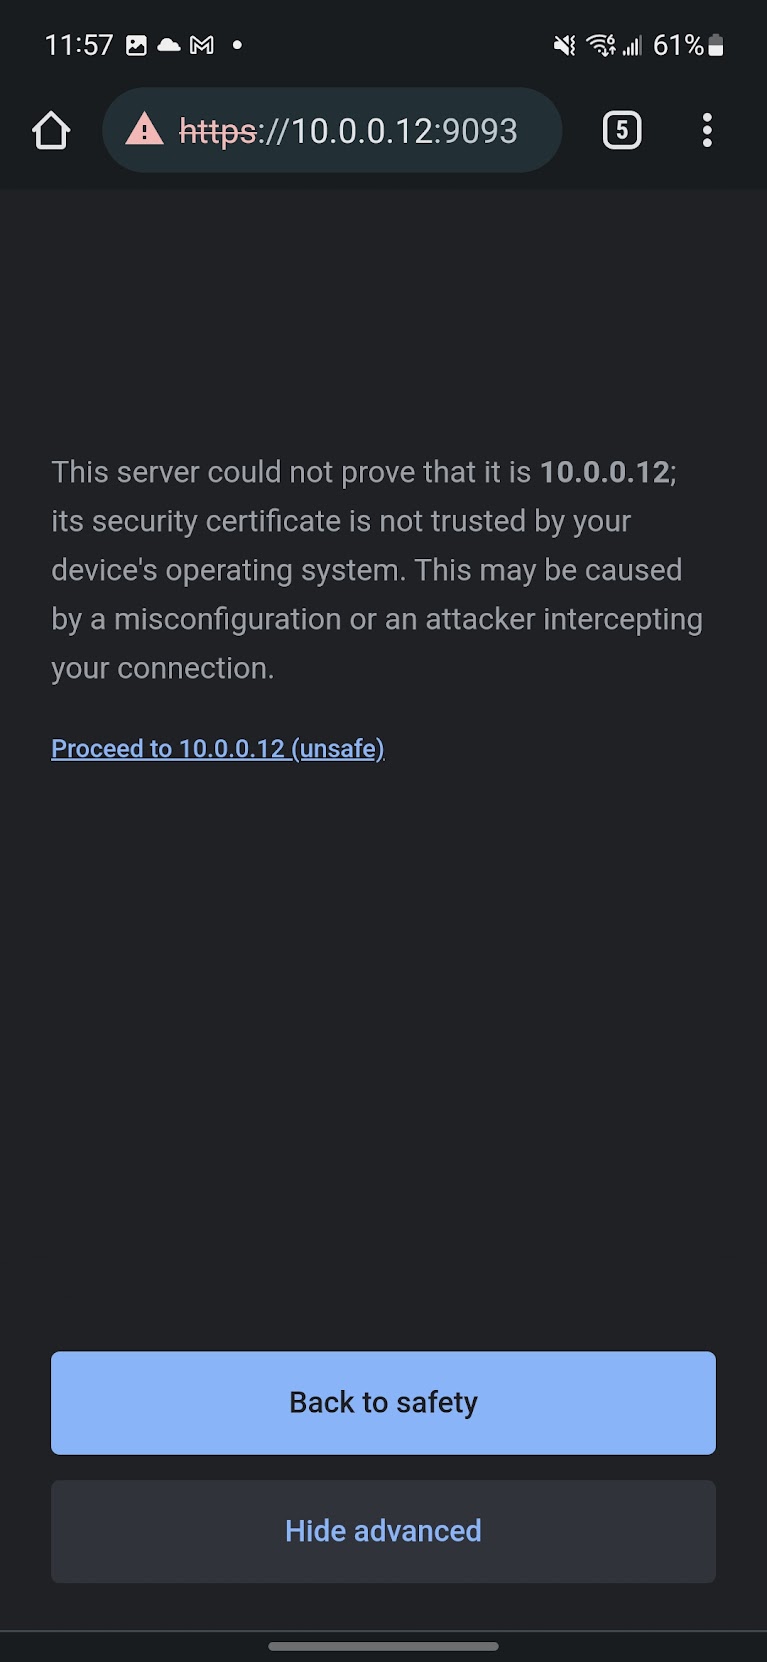 11:57 61%
https://10.0.0.12:9093 5
This server could not prove that it is 10.0.0.12;
its security certificate is not trusted by your
device's operating system. This may be caused
by a misconfiguration or an attacker intercepting
your connection.
Proceed to 10.0.0.12 (unsafe)
Back to safety
Hide advanced